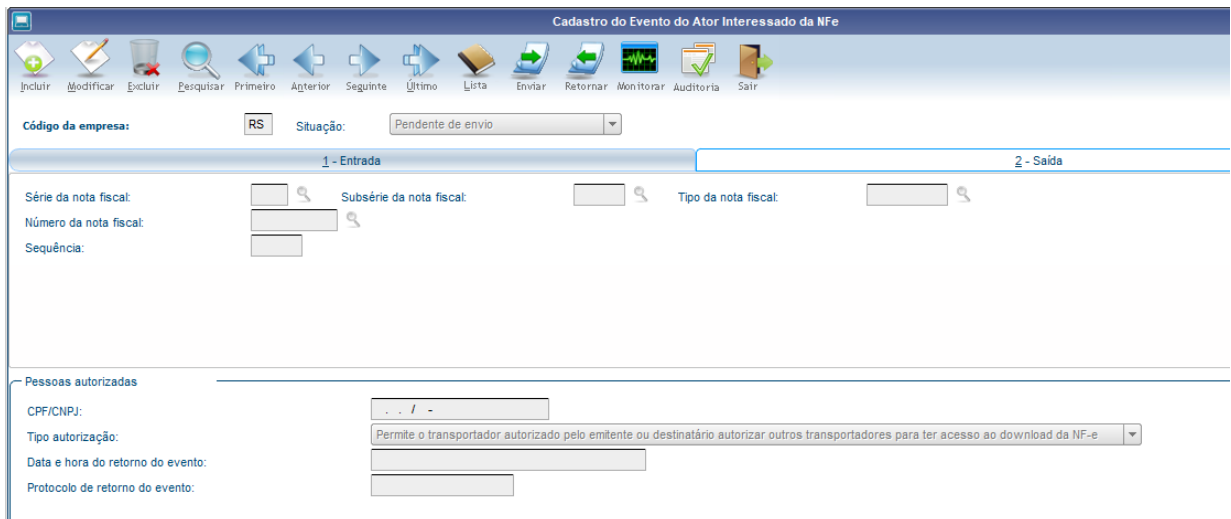 Cadastro do Evento do Ator Interessado da NFe
Incluir Modificar Excluir Pesquisar Primeiro Anterior Seguinte Último Lista Enviar Retornar Monitorar Auditoria Sair
Código da empresa: RS Situação: Pendente de envio
1 - Entrada 2 - Saída
Série da nota fiscal: Subsérie da nota fiscal: Tipo da nota fiscal:
Número da nota fiscal:
Sequência:
Pessoas autorizadas
CPF/CNPJ: . . / -
Tipo autorização: Permite o transportador autorizado pelo emitente ou destinatário autorizar outros transportadores para ter acesso ao download da NF-e
Data e hora do retorno do evento:
Protocolo de retorno do evento: